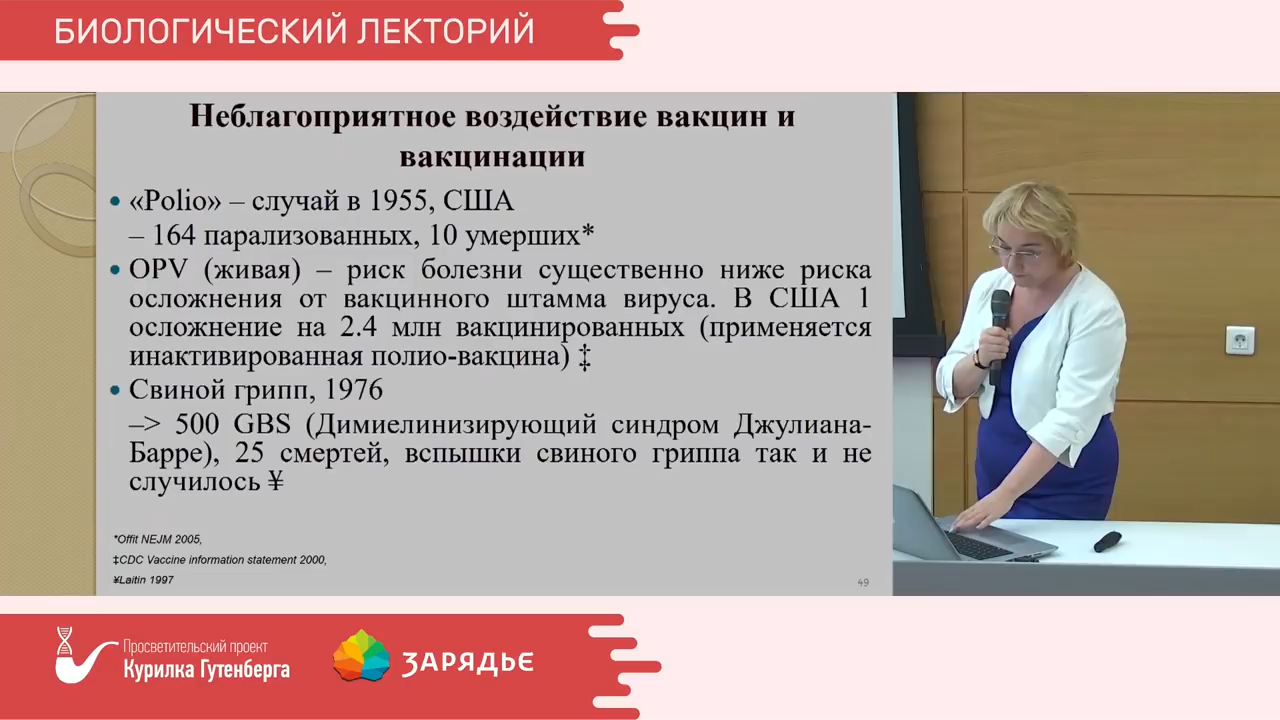 БИОЛОГИЧЕСКИЙ ЛЕКТОРИЙ
Неблагоприятное воздействие вакцин и
вакцинации
• «Polio» – случай в 1955, США
– 164 парализованных, 10 умерших*
• OPV (живая) – риск болезни существенно ниже риска
осложнения от вакцинного штамма вируса. В США 1
осложнение на 2.4 млн вакцинированных (применяется
инактивированная полио-вакцина) ‡
• Свиной грипп, 1976
–> 500 GBS (Димиелинизирующий синдром Джулиана-
Барре), 25 смертей, вспышки свиного гриппа так и не
случилось ¥
*Offit NEJM 2005,
‡CDC Vaccine information statement 2000,
¥Laitin 1997
49
Просветительский проект
Курилка Гутенберга
ЗАРЯДЬЕ